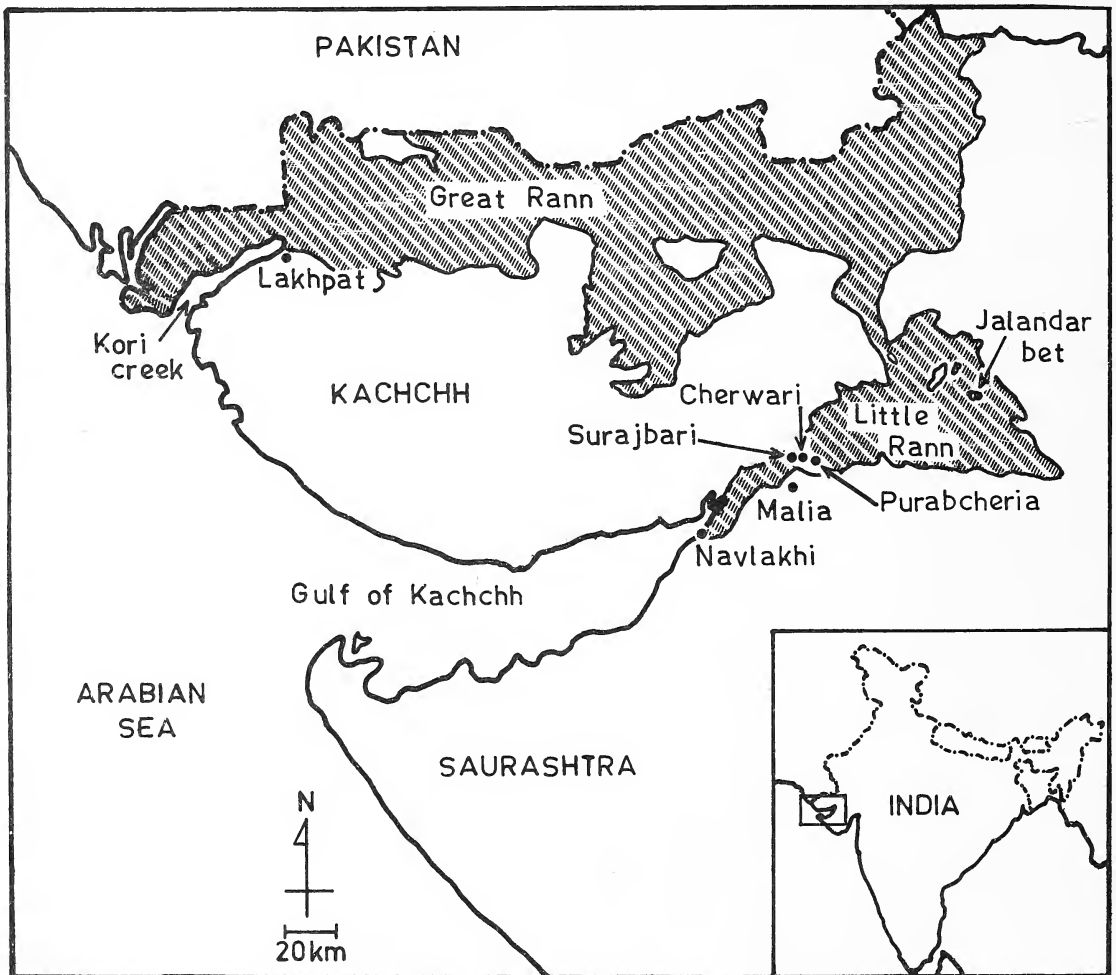 PAKISTAN
Great Rann
Lakhpat
Kori
creek
Jalandar
bet
KACHCHH
Cherwari
Little
Rann
Surajbari
Purabcheria
Malia
Navlakhi
Gulf of Kachchh
ARABIAN
SEA
SAURASHTRA
N
INDIA
20km